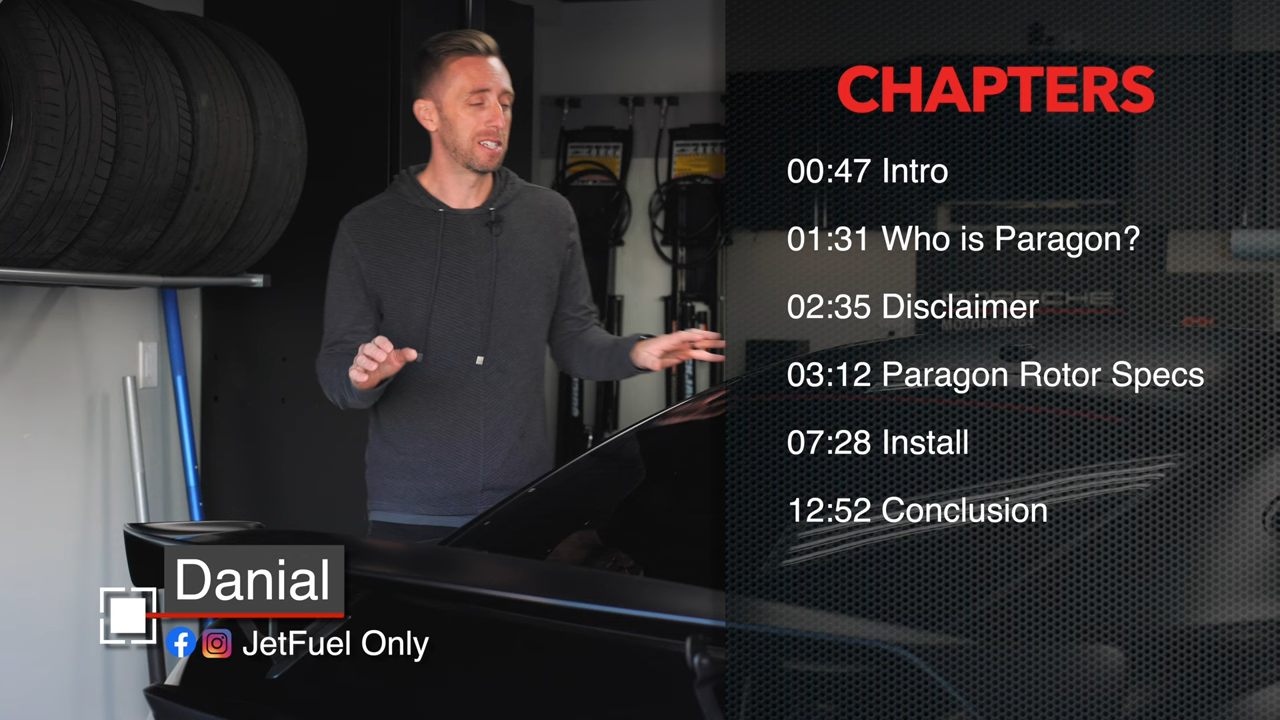 CHAPTERS
00:47 Intro
01:31 Who is Paragon?
02:35 Disclaimer
03:12 Paragon Rotor Specs
07:28 Install
12:52 Conclusion
Danial
JetFuel Only